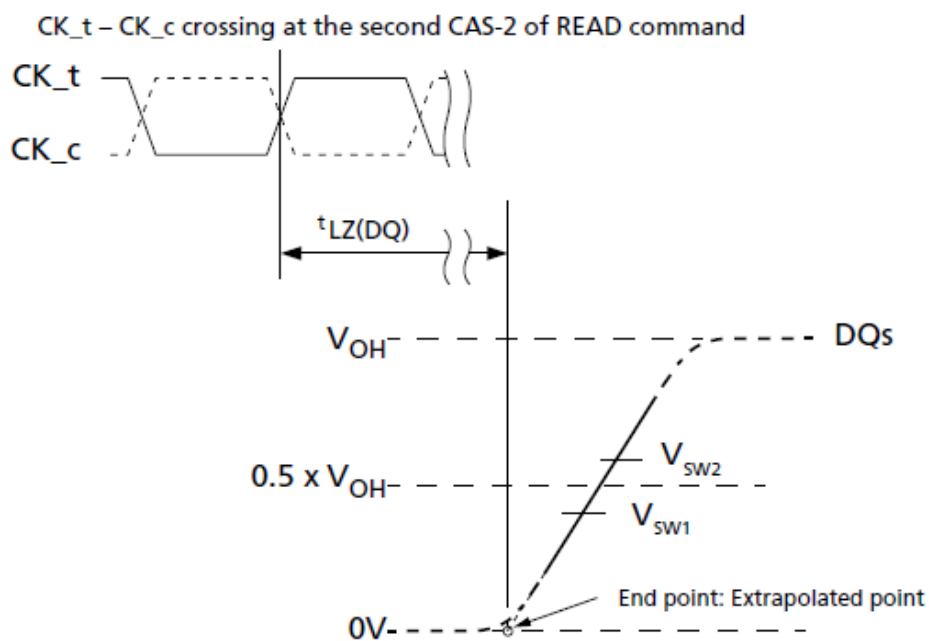 CK_t – CK_c crossing at the second CAS-2 of READ command
CK_t
CK_c
tLZ(DQ)
VOH
DQs
VSW2
0.5 x VOH
VSW1
End point: Extrapolated point
0V